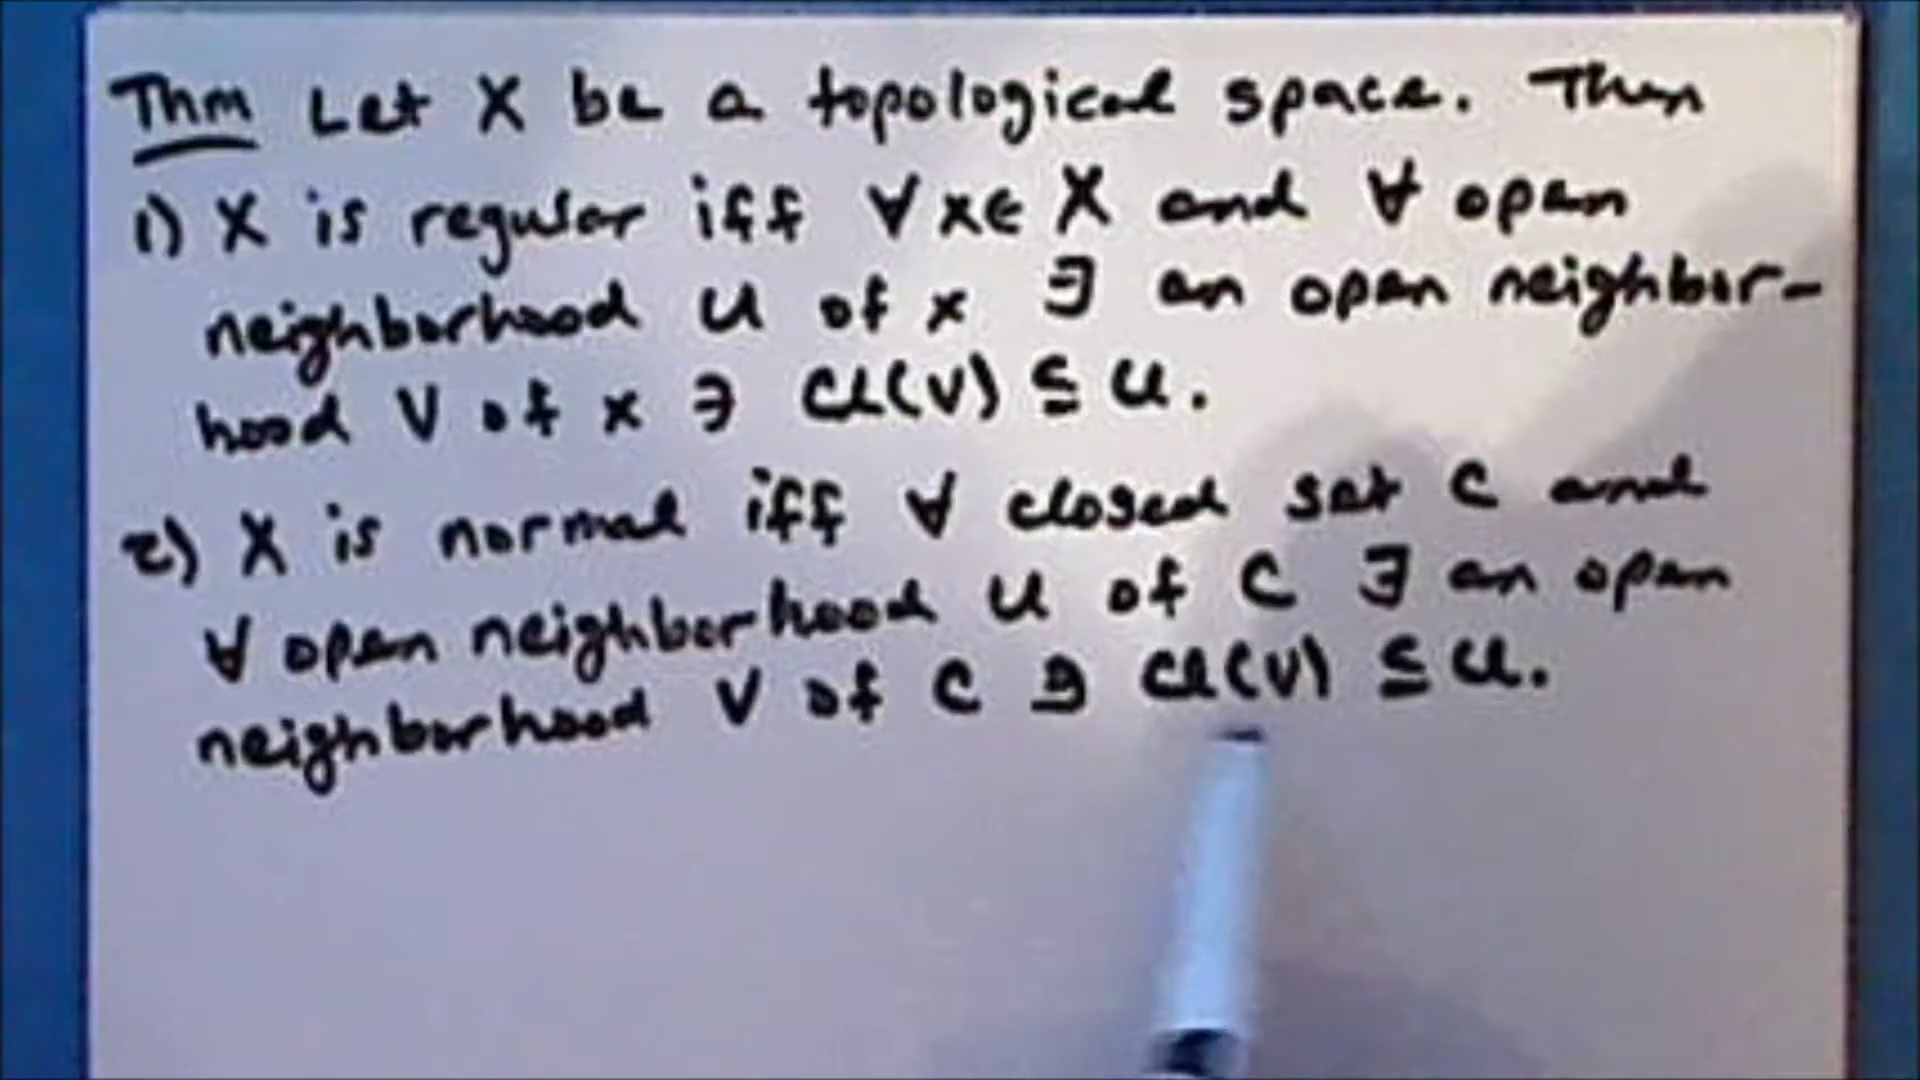 Thm Let X be a topological space. Then
1) X is regular iff ∀ x ∈ X and ∀ open
neighborhood U of x ∃ an open neighbor-
hood V of x ∋ Cl(V) ⊆ U.
2) X is normal iff ∀ closed set C and
∀ open neighborhood U of C ∃ an open
neighborhood V of C ∋ Cl(V) ⊆ U.